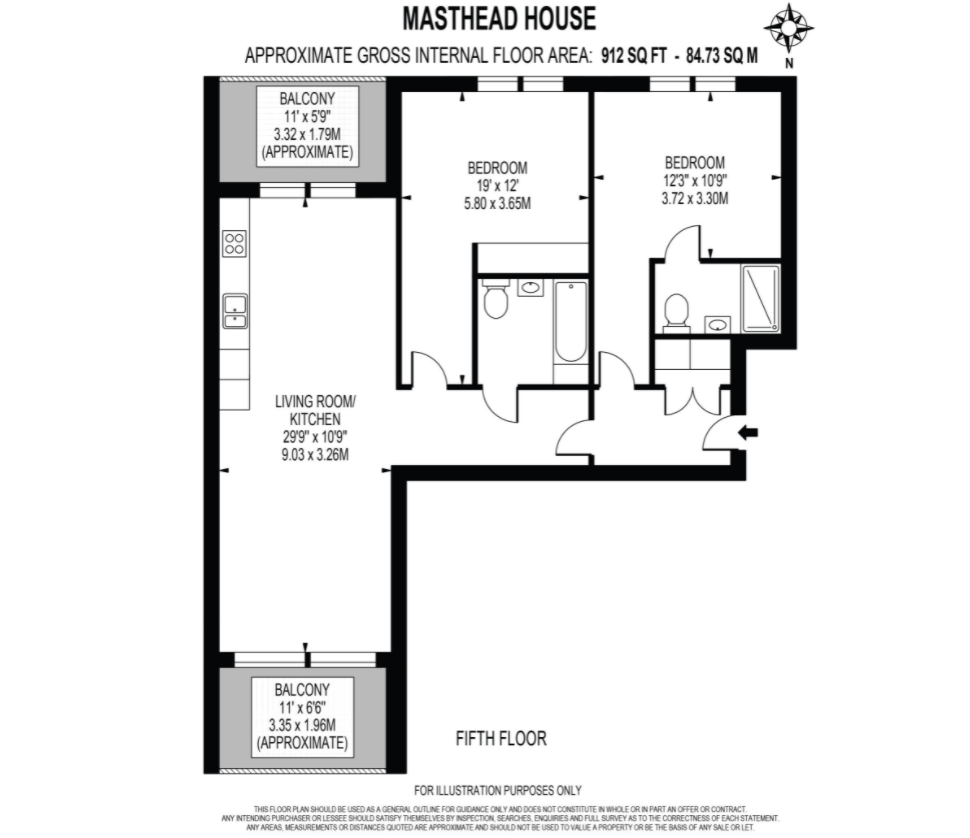 MASTHEAD HOUSE
APPROXIMATE GROSS INTERNAL FLOOR AREA: 912 SQ FT - 84.73 SQ M
N
BALCONY
11' x 5'9"
3.32 x 1.79M
(APPROXIMATE)
BEDROOM
19' x 12'
5.80 x 3.65M
BEDROOM
12'3" x 10'9"
3.72 x 3.30M
LIVING ROOM/
KITCHEN
29'9" x 10'9"
9.03 x 3.26M
BALCONY
11' x 6'6"
3.35 x 1.96M
(APPROXIMATE)
FIFTH FLOOR
FOR ILLUSTRATION PURPOSES ONLY
THIS FLOOR PLAN SHOULD BE USED AS A GENERAL OUTLINE FOR GUIDANCE ONLY AND DOES NOT CONSTITUTE IN WHOLE OR IN PART AN OFFER OR CONTRACT.
ANY INTENDING PURCHASER OR LESSEE SHOULD SATISFY THEMSELVES BY INSPECTION, SEARCHES, ENQUIRIES AND FULL SURVEY AS TO THE CORRECTNESS OF EACH STATEMENT.
ANY AREAS, MEASUREMENTS OR DISTANCES QUOTED ARE APPROXIMATE AND SHOULD NOT BE USED TO VALUE A PROPERTY OR BE THE BASIS OF ANY SALE OR LET.